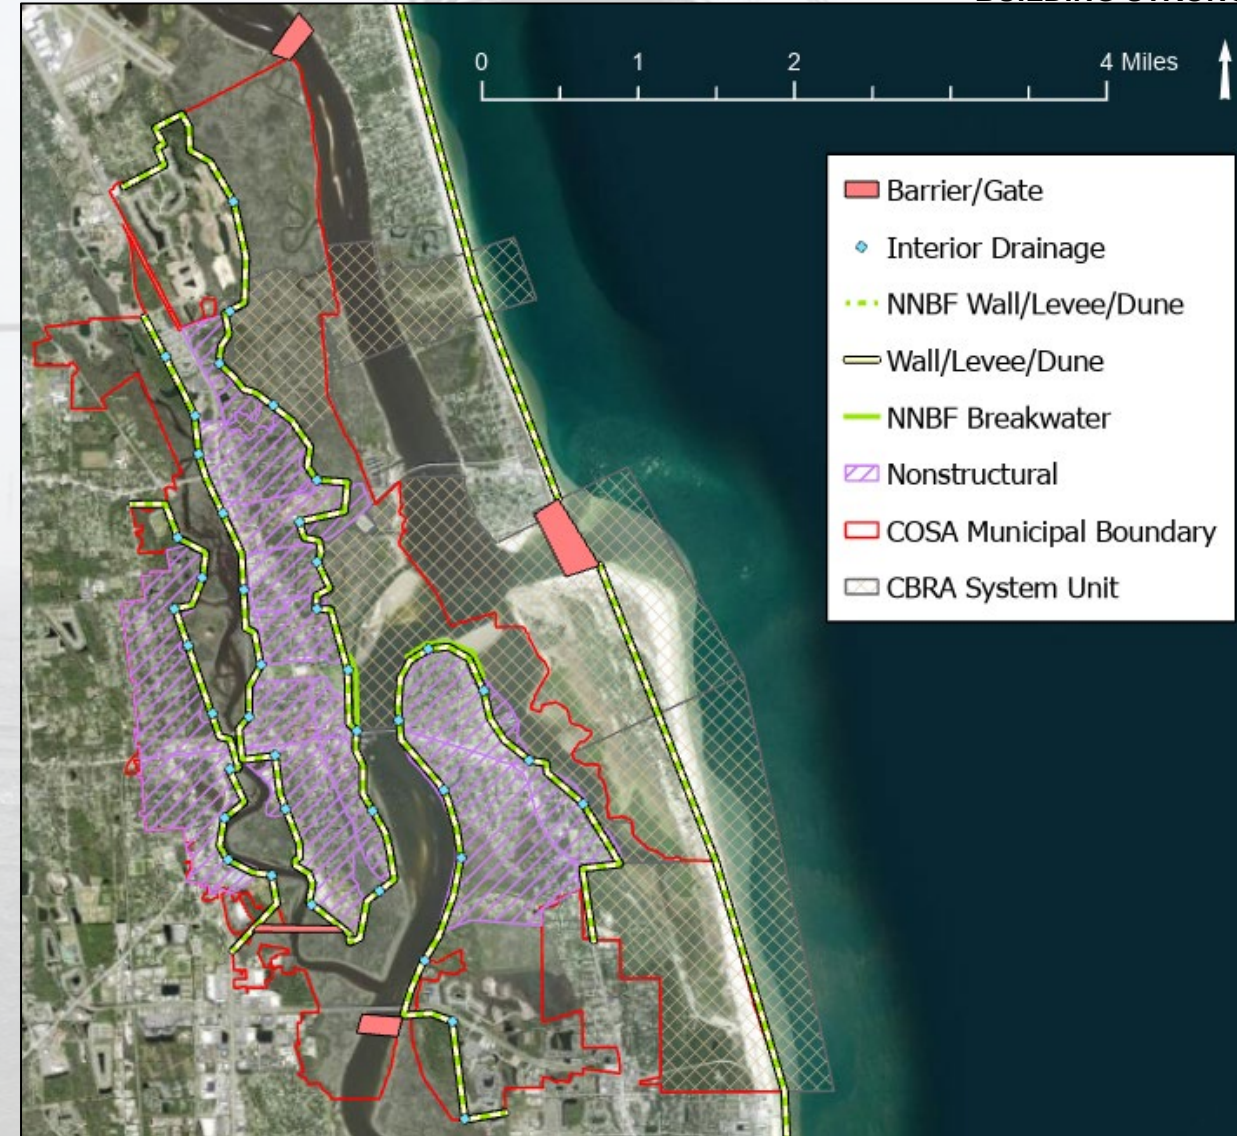 0 1 2 4 Miles
Barrier/Gate
Interior Drainage
NNBF Wall/Levee/Dune
Wall/Levee/Dune
NNBF Breakwater
Nonstructural
COSA Municipal Boundary
CBRA System Unit